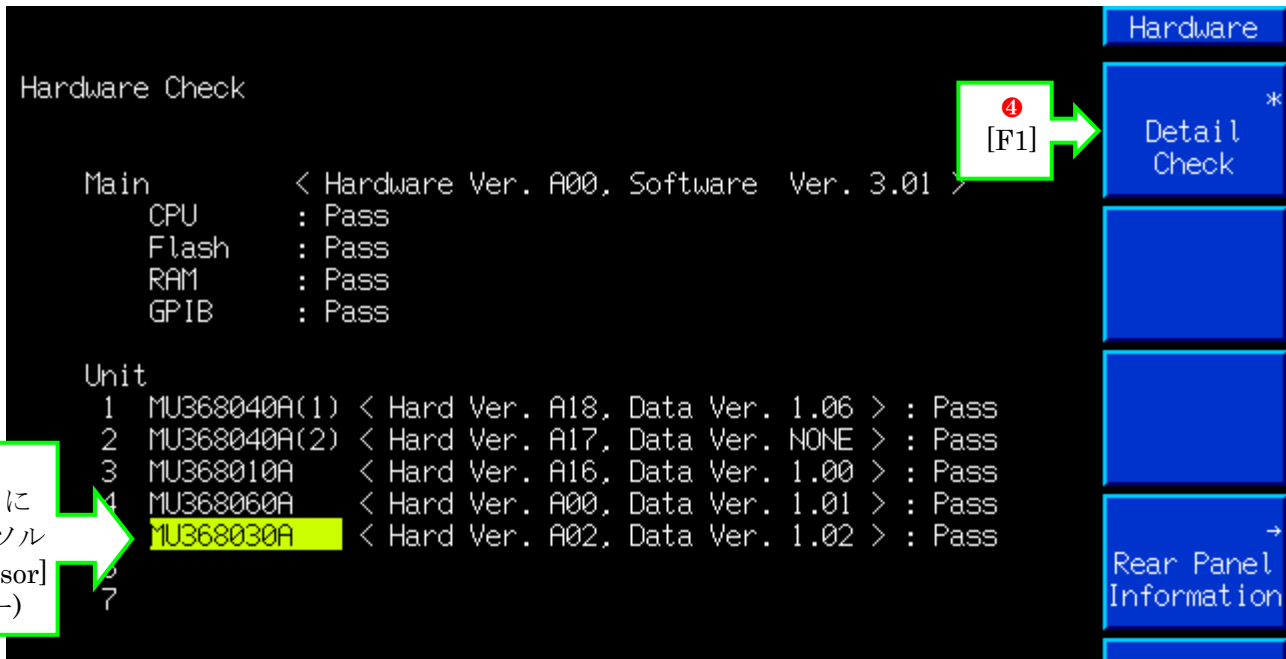 Hardware
Hardware Check
❹
[F1]
*
Detail
Check
Main < Hardware Ver. A00, Software Ver. 3.01 >
CPU : Pass
Flash : Pass
RAM : Pass
GPIB : Pass
Unit
1 MU368040A(1) < Hard Ver. A18, Data Ver. 1.06 > : Pass
2 MU368040A(2) < Hard Ver. A17, Data Ver. NONE > : Pass
3 MU368010A < Hard Ver. A16, Data Ver. 1.00 > : Pass
4 MU368060A < Hard Ver. A00, Data Ver. 1.01 > : Pass
MU368030A < Hard Ver. A02, Data Ver. 1.02 > : Pass
7
に
ソル
sor]
ー)
→
Rear Panel
Information